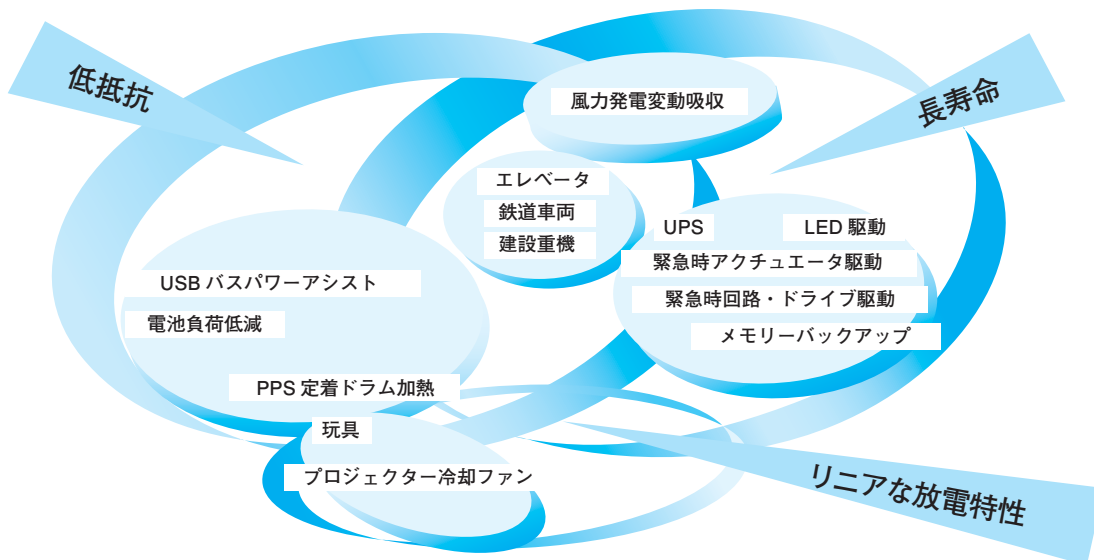 低抵抗
長寿命
風力発電変動吸収
エレベータ
鉄道車両
建設重機
UPS
LED 駆動
緊急時アクチュエータ駆動
緊急時回路・ドライブ駆動
メモリーバックアップ
USB バスパワーアシスト
電池負荷低減
PPS 定着ドラム加熱
玩具
プロジェクター冷却ファン
リニアな放電特性